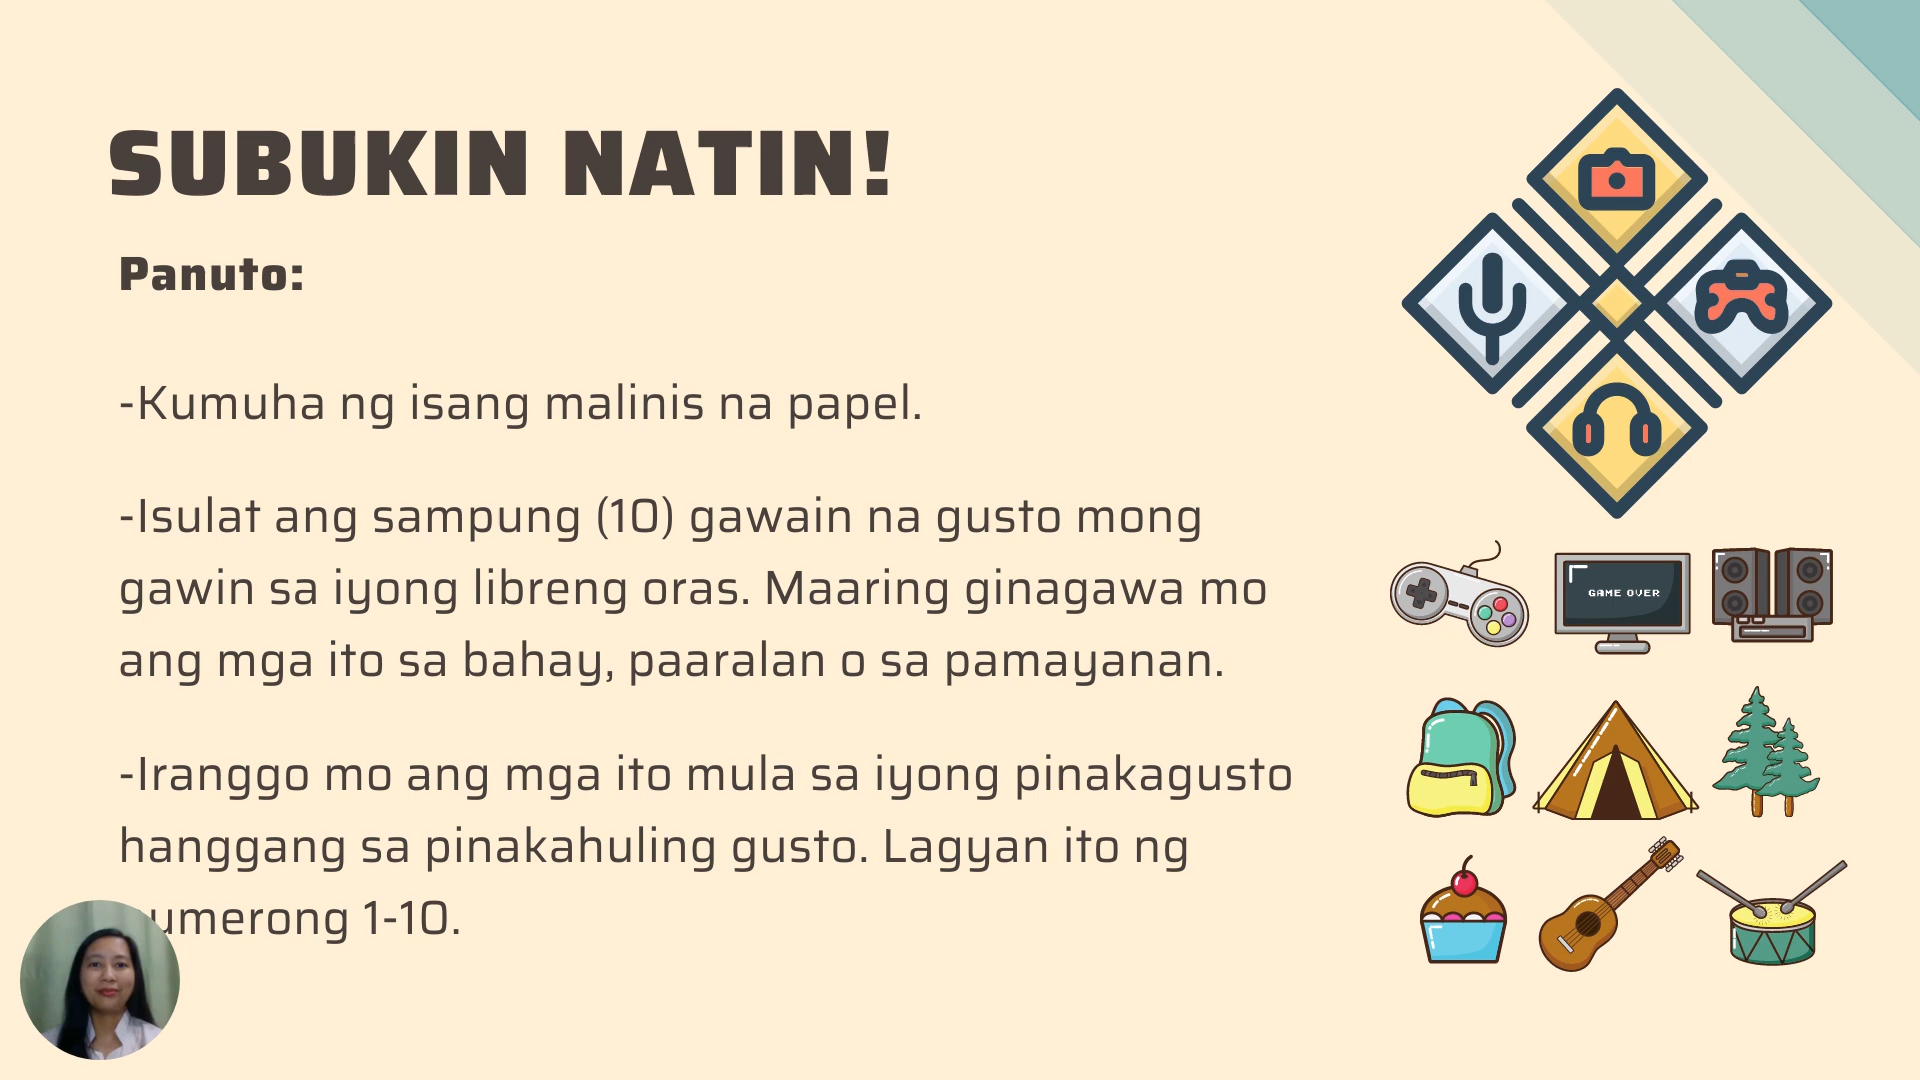 SUBUKIN NATIN!
Panuto:
-Kumuha ng isang malinis na papel.
-Isulat ang sampung (10) gawain na gusto mong
gawin sa iyong libreng oras. Maaring ginagawa mo
ang mga ito sa bahay, paaralan o sa pamayanan.
-Iranggo mo ang mga ito mula sa iyong pinakagusto
hanggang sa pinakahuling gusto. Lagyan ito ng
umerong 1-10.
GAME OVER